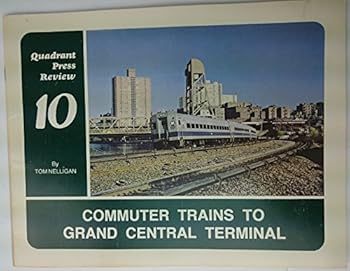 Quadrant
Press
Review
10
By
TOM NELLIGAN
COMMUTER TRAINS TO
GRAND CENTRAL TERMINAL